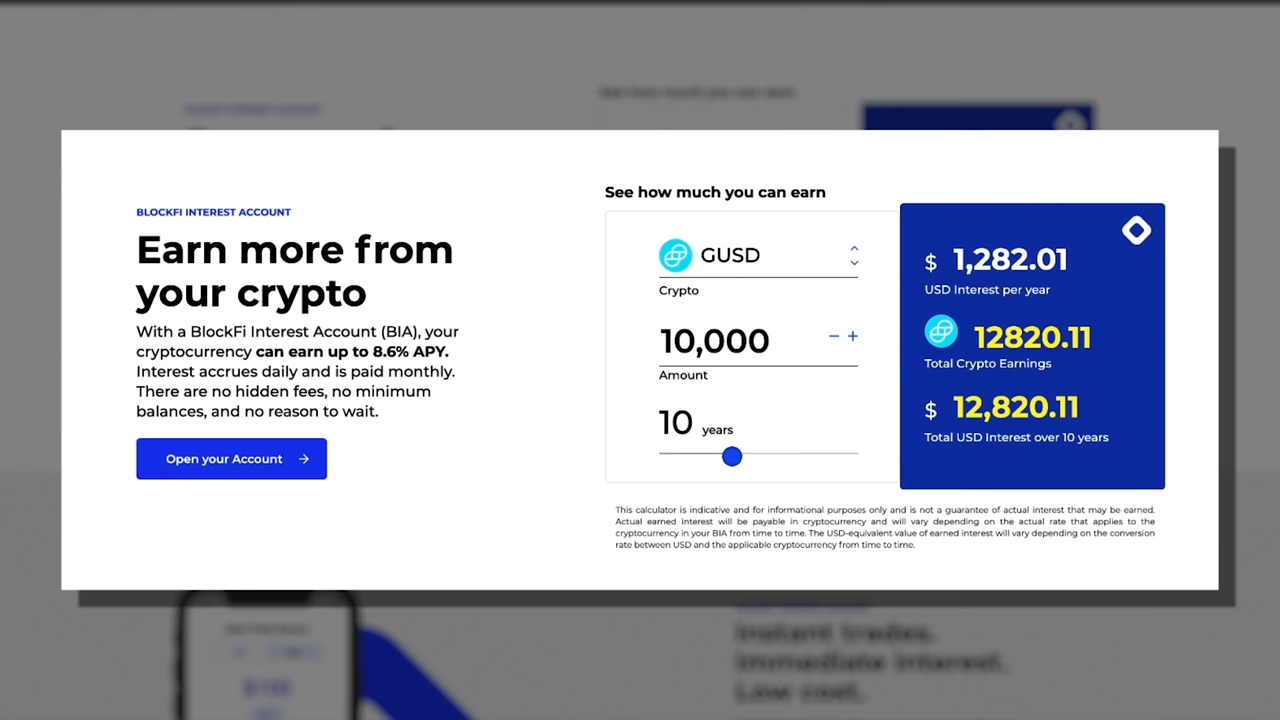 BLOCKFI INTEREST ACCOUNT
Earn more from
your crypto
With a BlockFi Interest Account (BIA), your
cryptocurrency can earn up to 8.6% APY.
Interest accrues daily and is paid monthly.
There are no hidden fees, no minimum
balances, and no reason to wait.
Open your Account →
See how much you can earn
GUSD
Crypto
10,000 − +
Amount
10 years
$ 1,282.01
USD Interest per year
12820.11
Total Crypto Earnings
$ 12,820.11
Total USD Interest over 10 years
This calculator is indicative and for informational purposes only and is not a guarantee of actual interest that may be earned.
Actual earned interest will be payable in cryptocurrency and will vary depending on the actual rate that applies to the
cryptocurrency in your BIA from time to time. The USD-equivalent value of earned interest will vary depending on the conversion
rate between USD and the applicable cryptocurrency from time to time.
Instant trades.
Immediate interest.
Low cost.